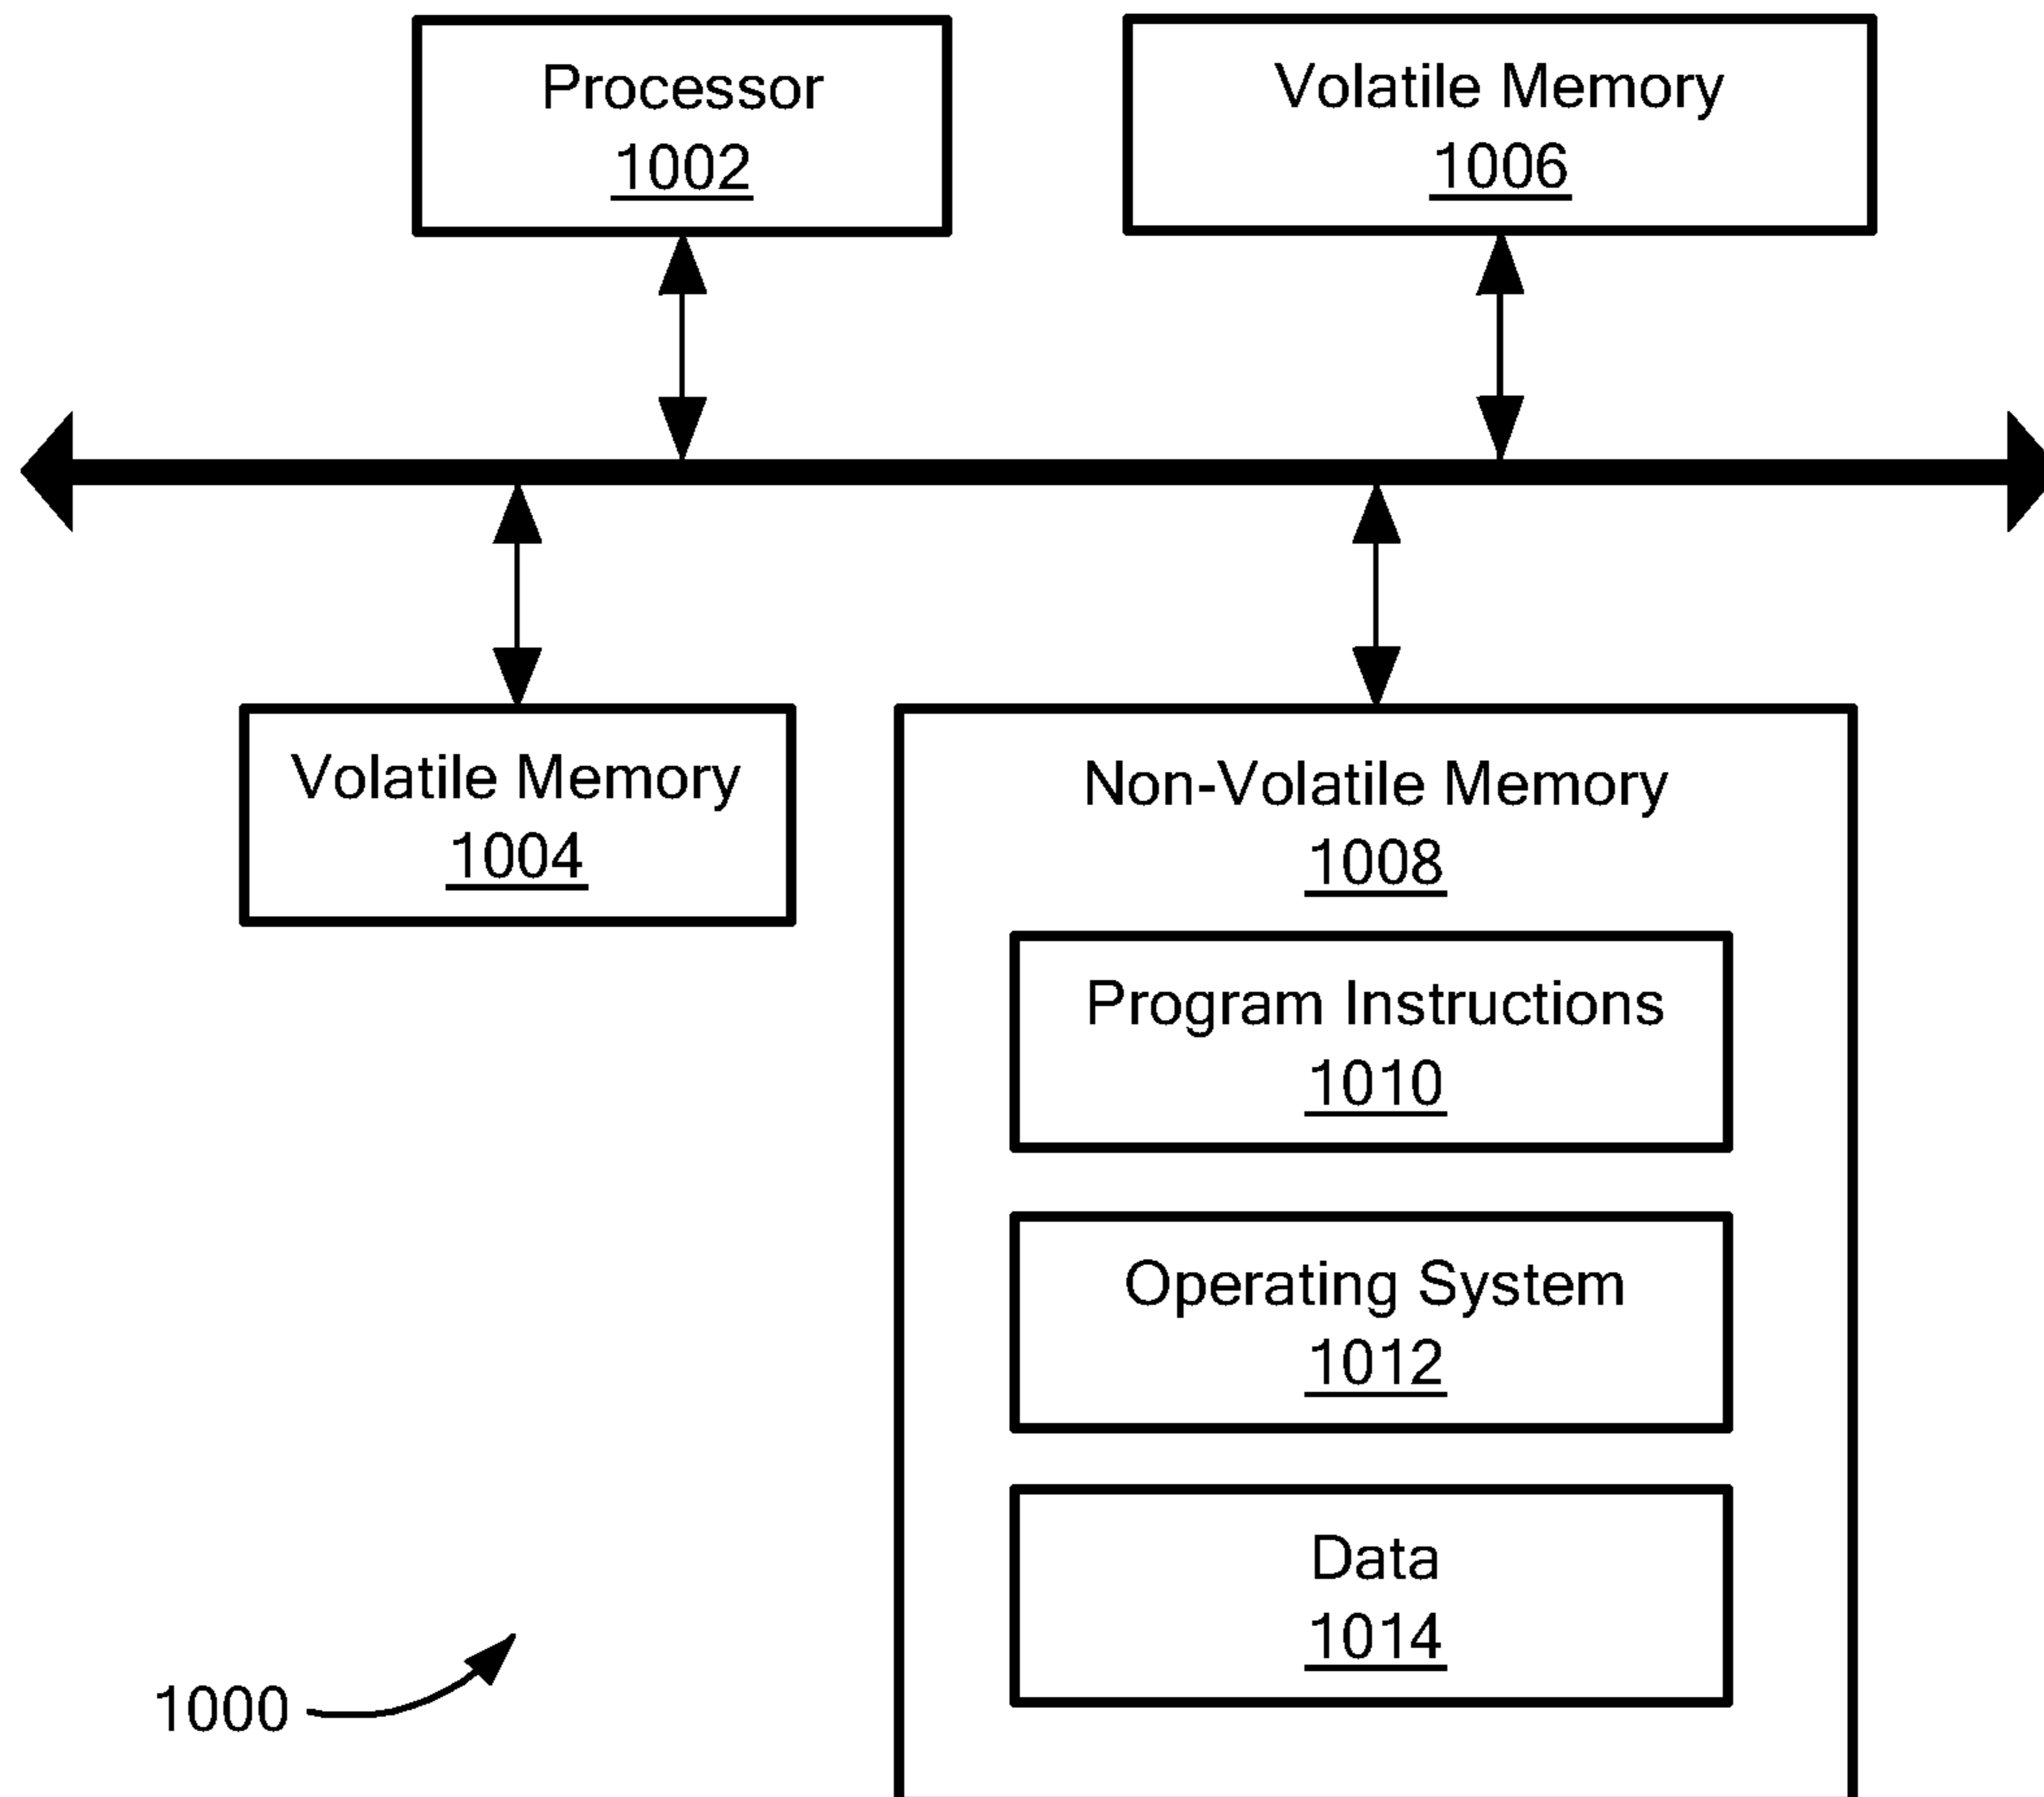 Processor
1002
Volatile Memory
1006
Volatile Memory
1004
Non-Volatile Memory
1008
Program Instructions
1010
Operating System
1012
Data
1014
1000